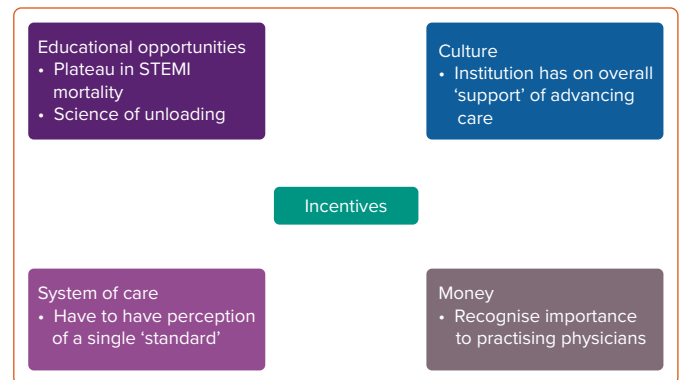 Educational opportunities
• Plateau in STEMI
mortality
• Science of unloading
Culture
• Institution has on overall
'support' of advancing
care
Incentives
System of care
• Have to have perception
of a single 'standard'
Money
• Recognise importance
to practising physicians